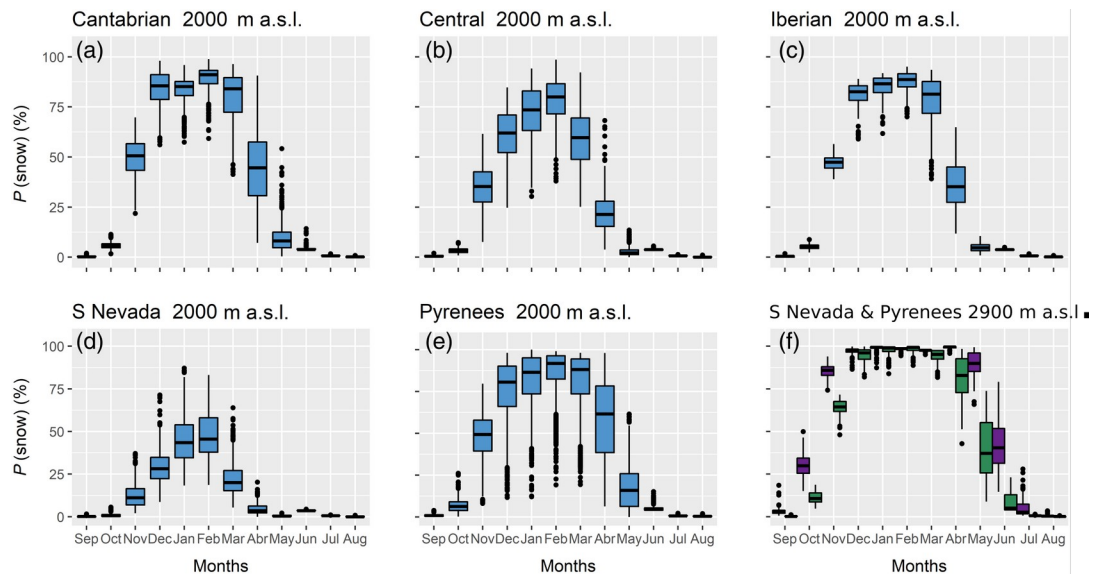 Cantabrian 2000 m a.s.l.
Central 2000 m a.s.l.
Iberian 2000 m a.s.l.
(a)
(b)
(c)
P (snow) (%)
100
75
50
25
0
S Nevada 2000 m a.s.l.
Pyrenees 2000 m a.s.l.
S Nevada & Pyrenees 2900 m a.s.l.
(d)
(e)
(f)
P (snow) (%)
100
75
50
25
0
Sep Oct Nov Dec Jan Feb Mar Apr May Jun Jul Aug
Sep Oct Nov Dec Jan Feb Mar Apr May Jun Jul Aug
Sep Oct Nov Dec Jan Feb Mar Apr May Jun Jul Aug
Months
Months
Months